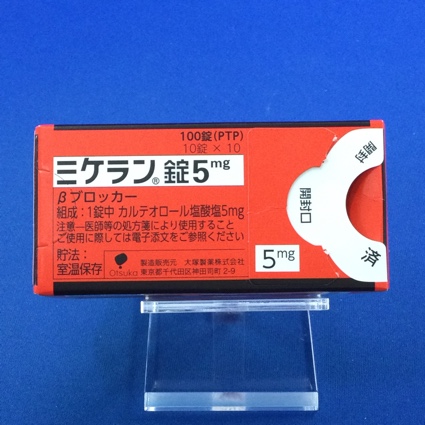 100錠(PTP)
10錠×10
ミケラン®錠5mg
βブロッカー
組成:1錠中 カルテオロール塩酸塩5mg
注意―医師等の処方箋により使用すること
ご使用に際しては電子添文をご参照ください
貯法:
室温保存
Otsuka
製造販売元 大塚製薬株式会社
東京都千代田区神田司町2-9
5mg
開封口
開封
済